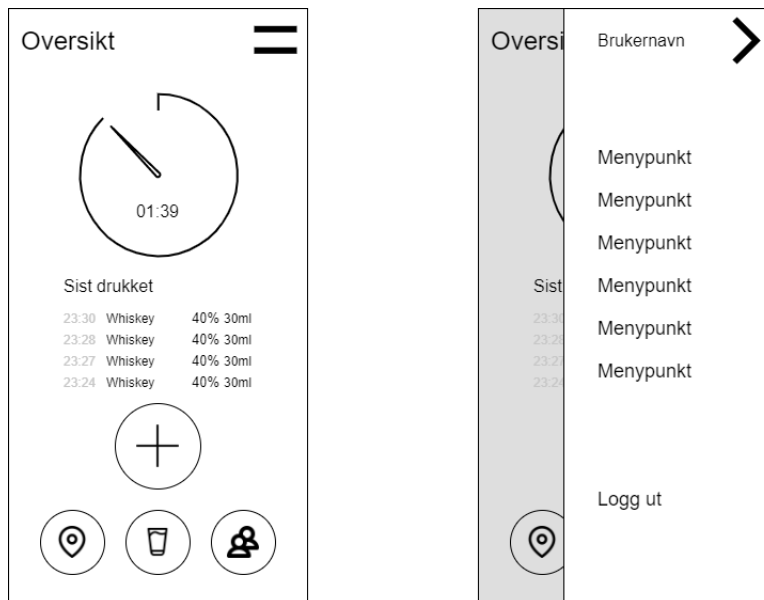 Oversikt
01:39
Sist drukket
23:30 Whiskey 40% 30ml
23:28 Whiskey 40% 30ml
23:27 Whiskey 40% 30ml
23:24 Whiskey 40% 30ml
Oversi
Brukernavn
Menypunkt
Menypunkt
Menypunkt
Menypunkt
Sist
23:30
23:28
23:27
23:24
Menypunkt
Menypunkt
Logg ut